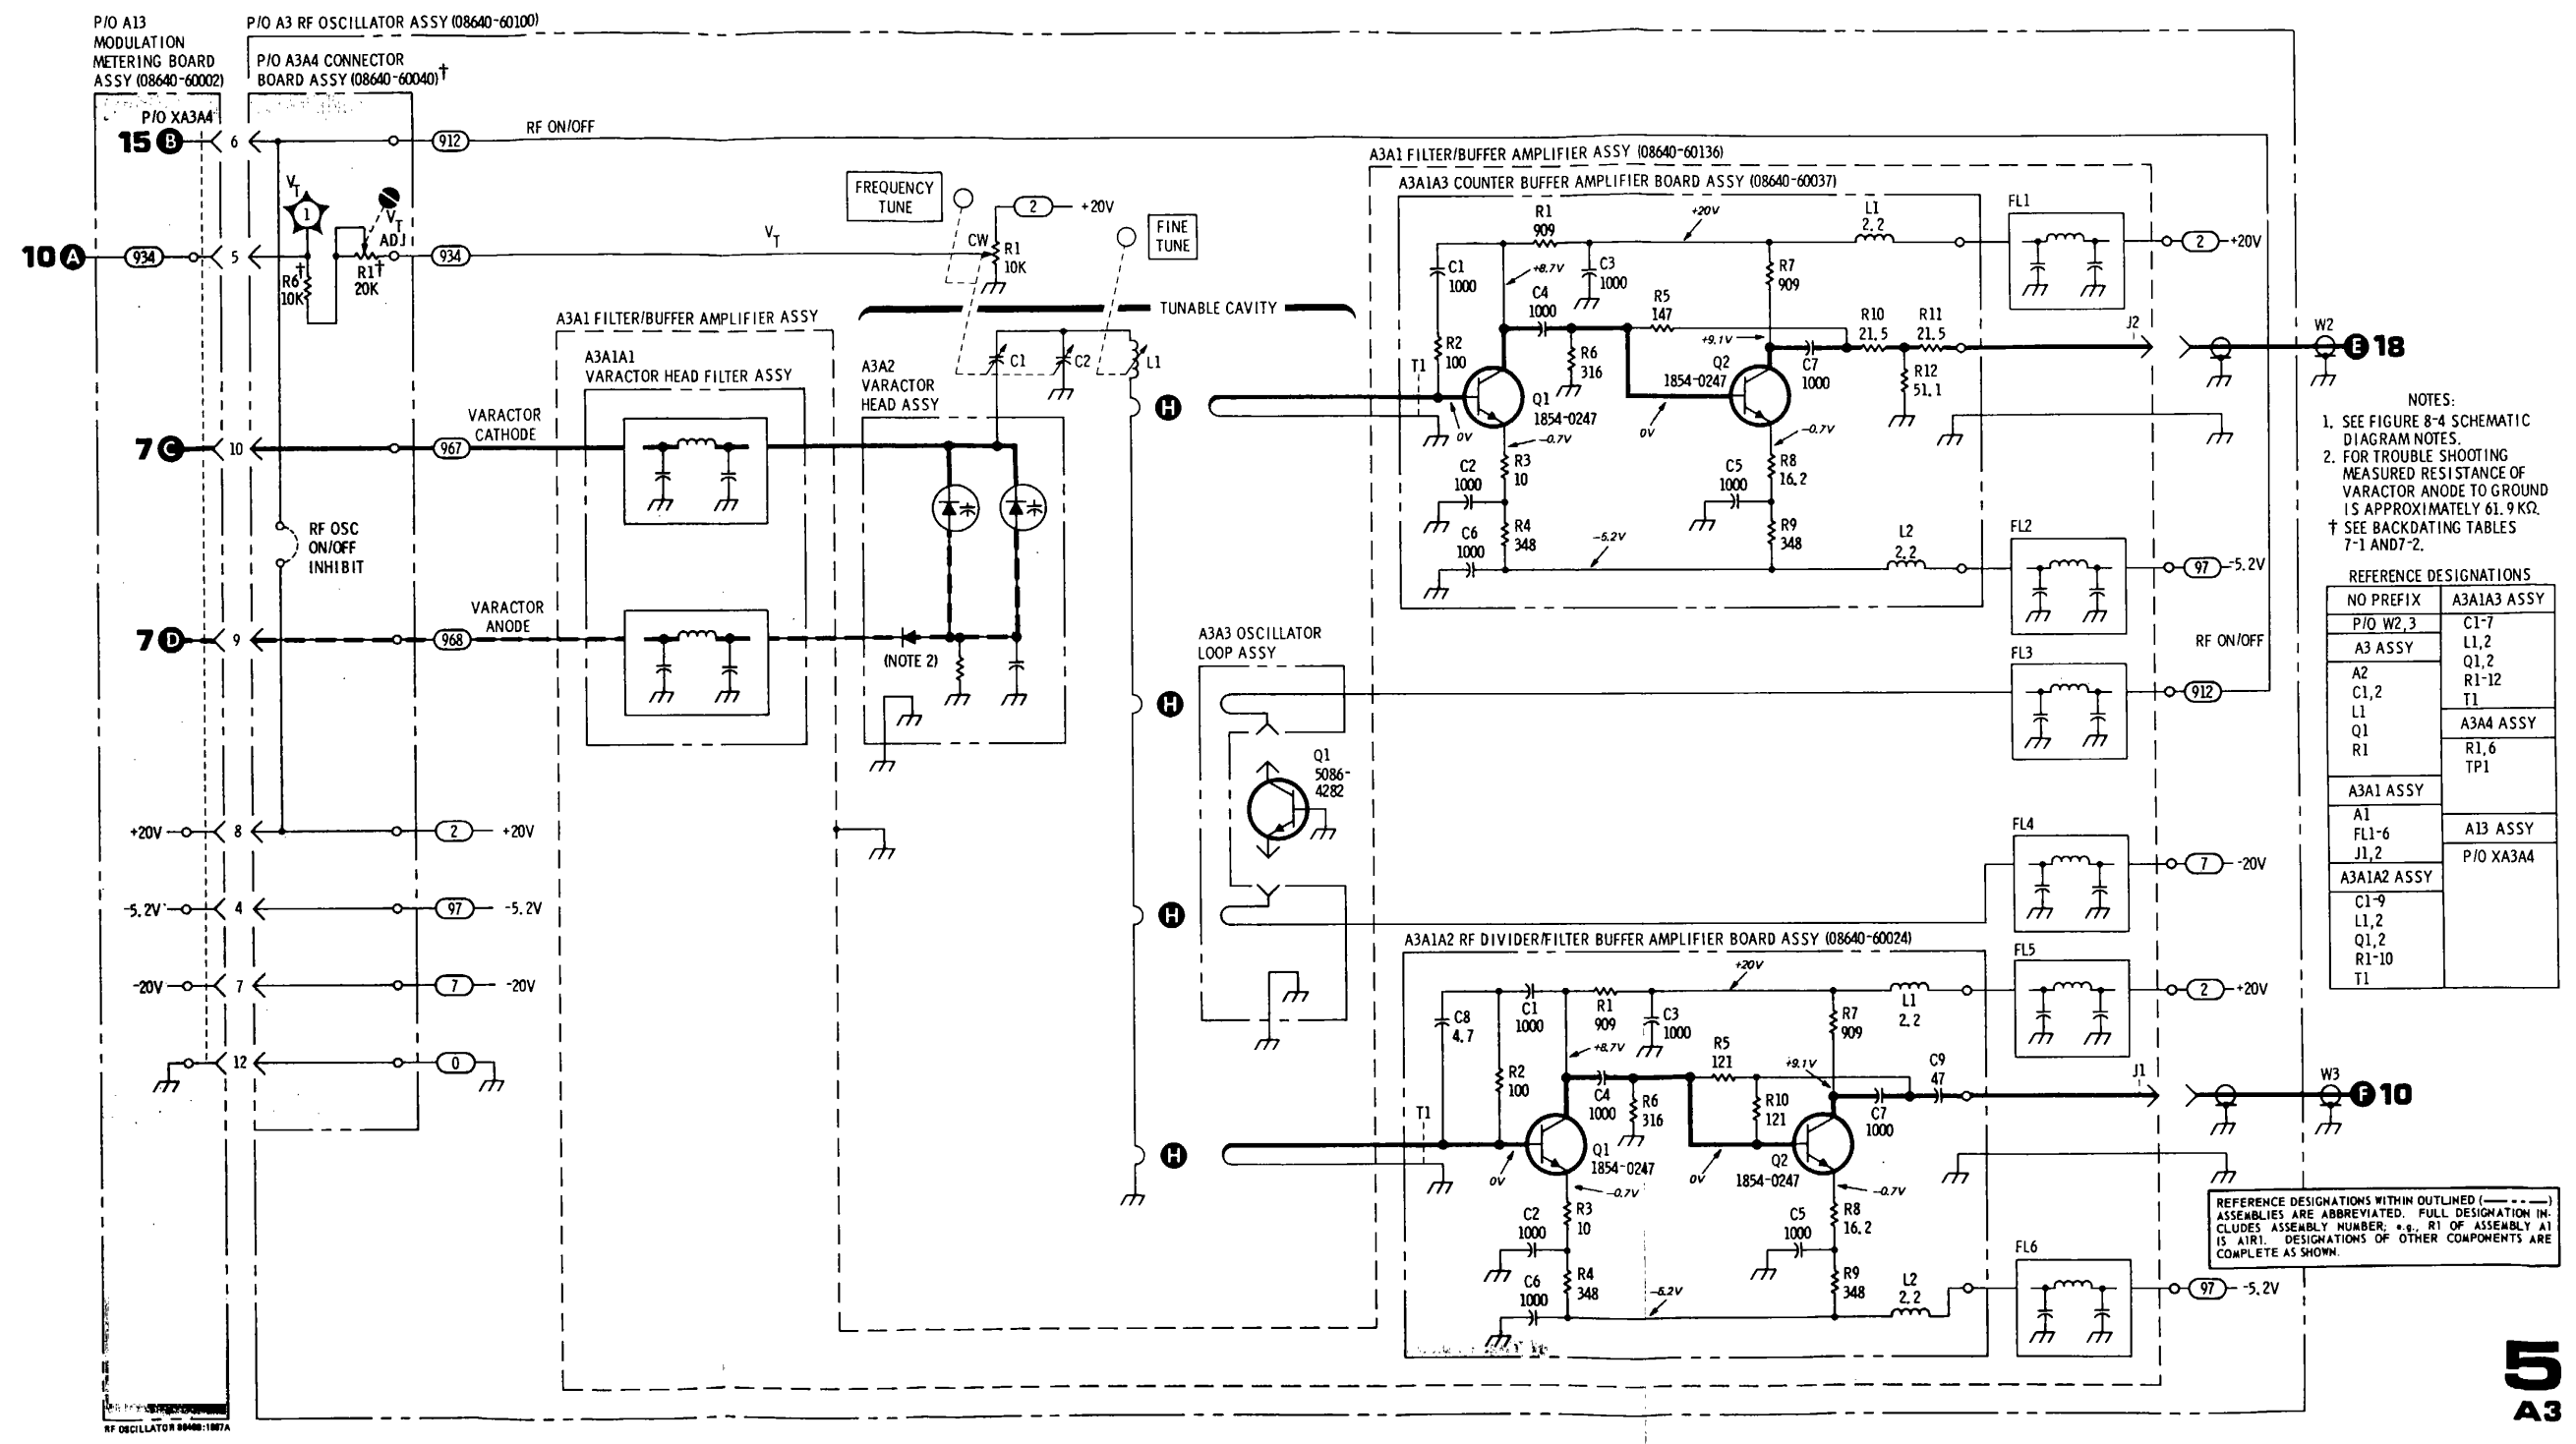 P/O A13
MODULATION
METERING BOARD
ASSY (08640-60002)
P/O A3 RF OSCILLATOR ASSY (08640-60100)
P/O A3A4 CONNECTOR
BOARD ASSY (08640-60040)†
P/O XA3A4
15 B
6
912
RF ON/OFF
VT
1
VT
ADJ
10 A
934
5
R6†
10K
R1†
20K
934
VT
FREQUENCY
TUNE
2
+20V
CW
R1
10K
FINE
TUNE
TUNABLE CAVITY
A3A1 FILTER/BUFFER AMPLIFIER ASSY
A3A1A1
VARACTOR HEAD FILTER ASSY
A3A2
VARACTOR
HEAD ASSY
C1
C2
L1
H
7 C
10
967
VARACTOR
CATHODE
RF OSC
ON/OFF
INHIBIT
7 D
9
968
VARACTOR
ANODE
(NOTE 2)
H
+20V
8
2
+20V
-5.2V
4
97
-5.2V
-20V
7
7
-20V
12
0
H
H
A3A3 OSCILLATOR
LOOP ASSY
Q1
5086-
4282
A3A1 FILTER/BUFFER AMPLIFIER ASSY (08640-60136)
A3A1A3 COUNTER BUFFER AMPLIFIER BOARD ASSY (08640-60037)
R1
909
+20V
L1
2.2
FL1
2
+20V
C1
1000
+8.7V
C3
1000
R7
909
C4
1000
R5
147
R10
21.5
R11
21.5
J2
W2
E 18
R2
100
T1
R6
316
+9.1V
Q2
1854-0247
C7
1000
R12
51.1
Q1
1854-0247
0V
-0.7V
0V
-0.7V
C2
1000
R3
10
C5
1000
R8
16.2
C6
1000
R4
348
-5.2V
R9
348
L2
2.2
FL2
97
-5.2V
RF ON/OFF
FL3
912
FL4
7
-20V
A3A1A2 RF DIVIDER/FILTER BUFFER AMPLIFIER BOARD ASSY (08640-60024)
+20V
FL5
2
+20V
C8
4.7
C1
1000
R1
909
C3
1000
R7
909
L1
2.2
R2
100
+8.7V
R5
121
+9.1V
C9
47
J1
W3
F 10
C4
1000
R6
316
R10
121
C7
1000
T1
Q1
1854-0247
0V
-0.7V
0V
Q2
1854-0247
-0.7V
C2
1000
R3
10
C5
1000
R8
16.2
C6
1000
R4
348
-5.2V
R9
348
L2
2.2
FL6
97
-5.2V
NOTES:
1. SEE FIGURE 8-4 SCHEMATIC
DIAGRAM NOTES.
2. FOR TROUBLE SHOOTING
MEASURED RESISTANCE OF
VARACTOR ANODE TO GROUND
IS APPROXIMATELY 61.9 KΩ.
† SEE BACKDATING TABLES
7-1 AND7-2.
REFERENCE DESIGNATIONS
NO PREFIX
P/O W2,3
A3 ASSY
A2
C1,2
L1
Q1
R1
A3A1 ASSY
A1
FL1-6
J1,2
A3A1A2 ASSY
C1-9
L1,2
Q1,2
R1-10
T1
A3A1A3 ASSY
C1-7
L1,2
Q1,2
R1-12
T1
A3A4 ASSY
R1,6
TP1
A13 ASSY
P/O XA3A4
REFERENCE DESIGNATIONS WITHIN OUTLINED (—--—)
ASSEMBLIES ARE ABBREVIATED. FULL DESIGNATION IN-
CLUDES ASSEMBLY NUMBER; e.g., R1 OF ASSEMBLY A1
IS A1R1. DESIGNATIONS OF OTHER COMPONENTS ARE
COMPLETE AS SHOWN.
5
A3
RF OSCILLATOR